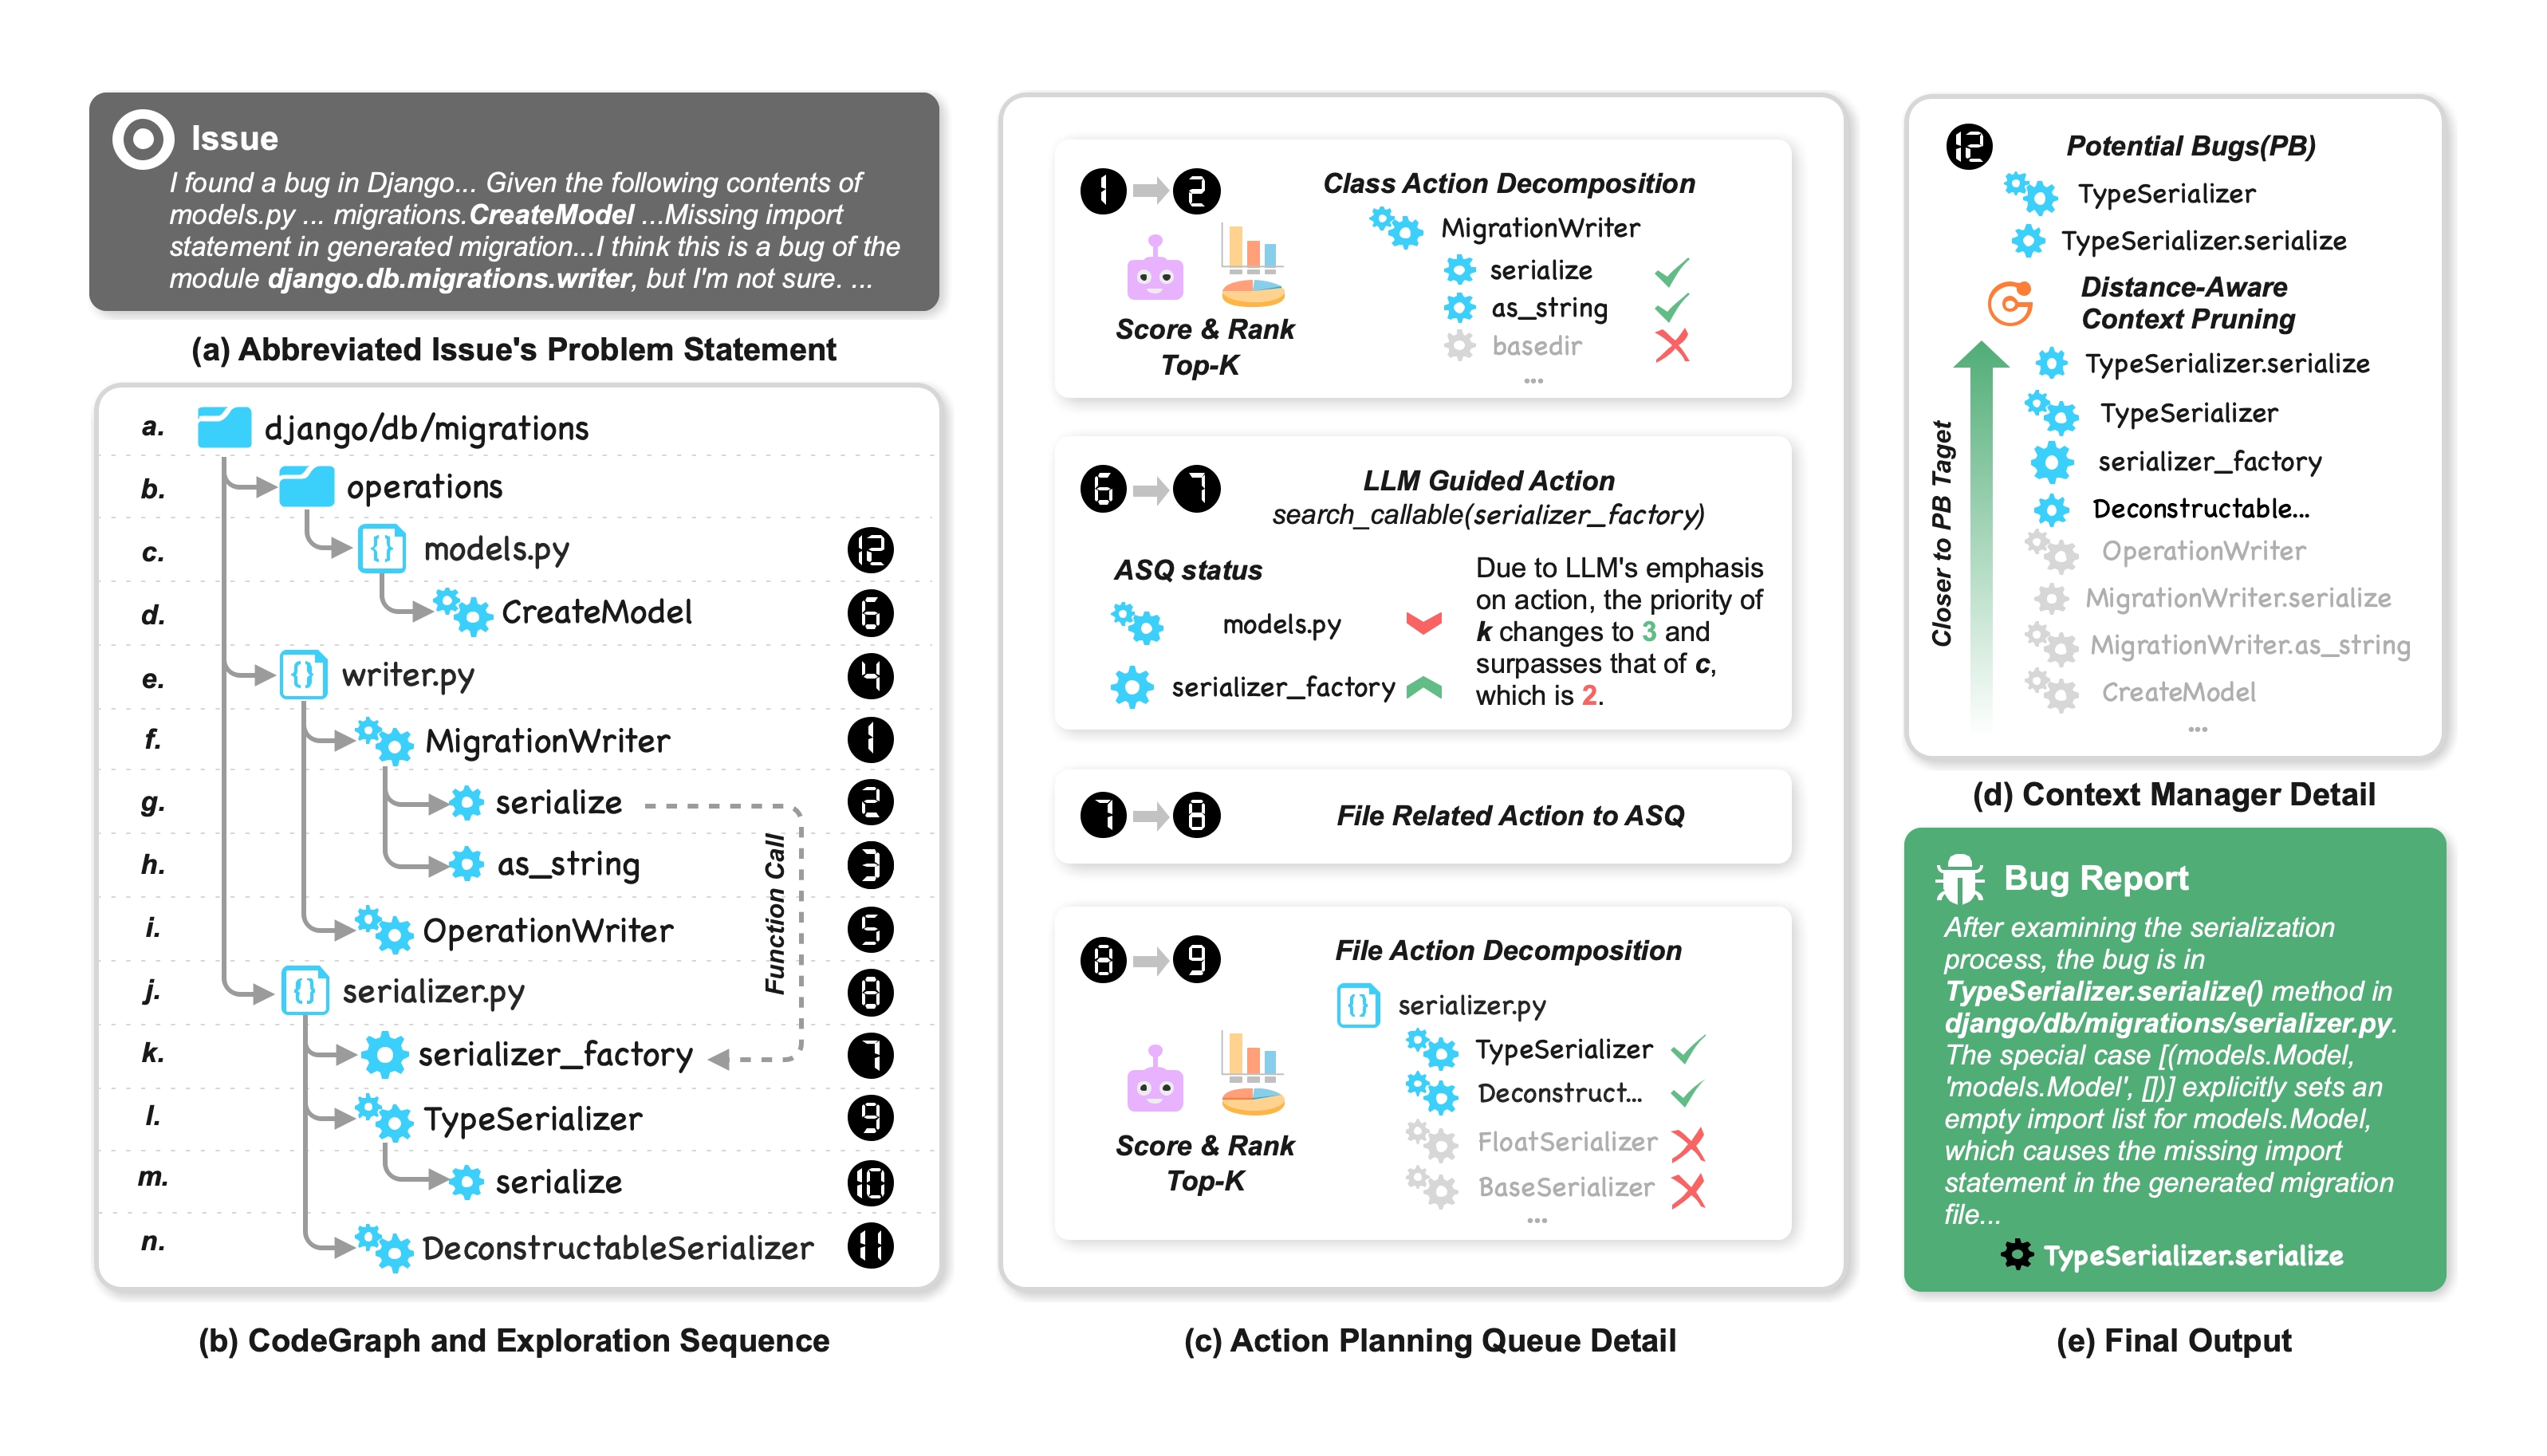 Issue
I found a bug in Django... Given the following contents of
models.py ... migrations.CreateModel ...Missing import
statement in generated migration...I think this is a bug of the
module django.db.migrations.writer, but I'm not sure. ...
(a) Abbreviated Issue's Problem Statement
a. django/db/migrations
b. operations
c. models.py 12
d. CreateModel 6
e. writer.py 4
f. MigrationWriter 1
g. serialize 2
h. as_string 3
i. OperationWriter 5
j. serializer.py 8
k. serializer_factory 7
l. TypeSerializer 9
m. serialize 10
n. DeconstructableSerializer 11
Function Call
(b) CodeGraph and Exploration Sequence
1 2
Class Action Decomposition
MigrationWriter
serialize
as_string
basedir
...
Score & Rank
Top-K
6 7
LLM Guided Action
search_callable(serializer_factory)
ASQ status
models.py
serializer_factory
Due to LLM's emphasis
on action, the priority of
k changes to 3 and
surpasses that of c,
which is 2.
7 8
File Related Action to ASQ
8 9
File Action Decomposition
serializer.py
TypeSerializer
Deconstruct...
FloatSerializer
BaseSerializer
...
Score & Rank
Top-K
(c) Action Planning Queue Detail
12
Potential Bugs(PB)
TypeSerializer
TypeSerializer.serialize
Distance-Aware
Context Pruning
Closer to PB Taget
TypeSerializer.serialize
TypeSerializer
serializer_factory
Deconstructable...
OperationWriter
MigrationWriter.serialize
MigrationWriter.as_string
CreateModel
...
(d) Context Manager Detail
Bug Report
After examining the serialization
process, the bug is in
TypeSerializer.serialize() method in
django/db/migrations/serializer.py.
The special case [(models.Model,
'models.Model', [])] explicitly sets an
empty import list for models.Model,
which causes the missing import
statement in the generated migration
file...
TypeSerializer.serialize
(e) Final Output